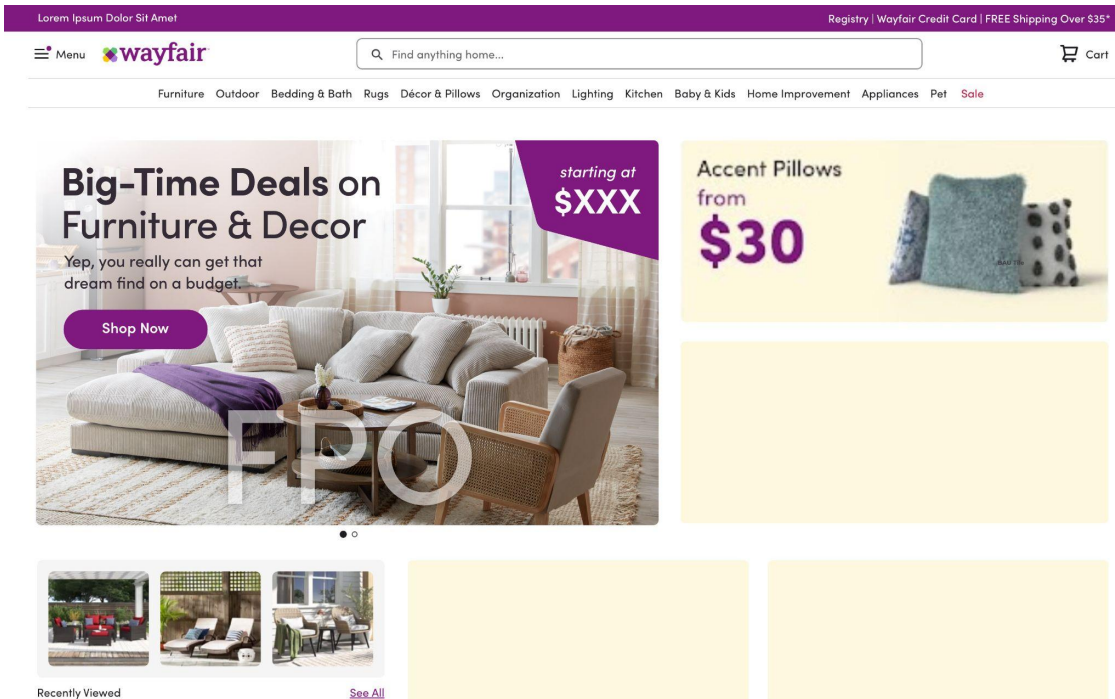 Lorem Ipsum Dolor Sit Amet
Registry | Wayfair Credit Card | FREE Shipping Over $35*
Menu
wayfair
Find anything home...
Cart
Furniture Outdoor Bedding & Bath Rugs Décor & Pillows Organization Lighting Kitchen Baby & Kids Home Improvement Appliances Pet Sale
Big-Time Deals on
Furniture & Decor
Yep, you really can get that
dream find on a budget.
Shop Now
starting at
$XXX
FPO
Accent Pillows
from
$30
Recently Viewed
See All